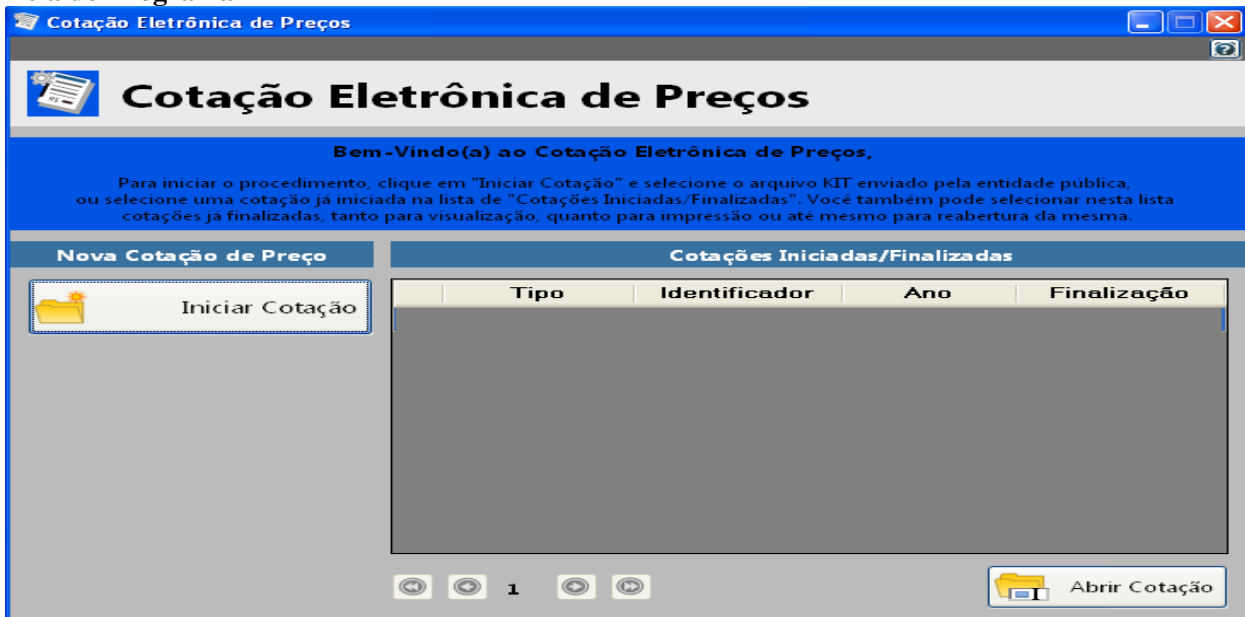 Cotação Eletrônica de Preços
Cotação Eletrônica de Preços
Bem-Vindo(a) ao Cotação Eletrônica de Preços,
Para iniciar o procedimento, clique em "Iniciar Cotação" e selecione o arquivo KIT enviado pela entidade pública,
ou selecione uma cotação já iniciada na lista de "Cotações Iniciadas/Finalizadas". Você também pode selecionar nesta lista
cotações já finalizadas, tanto para visualização, quanto para impressão ou até mesmo para reabertura da mesma.
Nova Cotação de Preço
Cotações Iniciadas/Finalizadas
Iniciar Cotação
Tipo Identificador Ano Finalização
1
Abrir Cotação